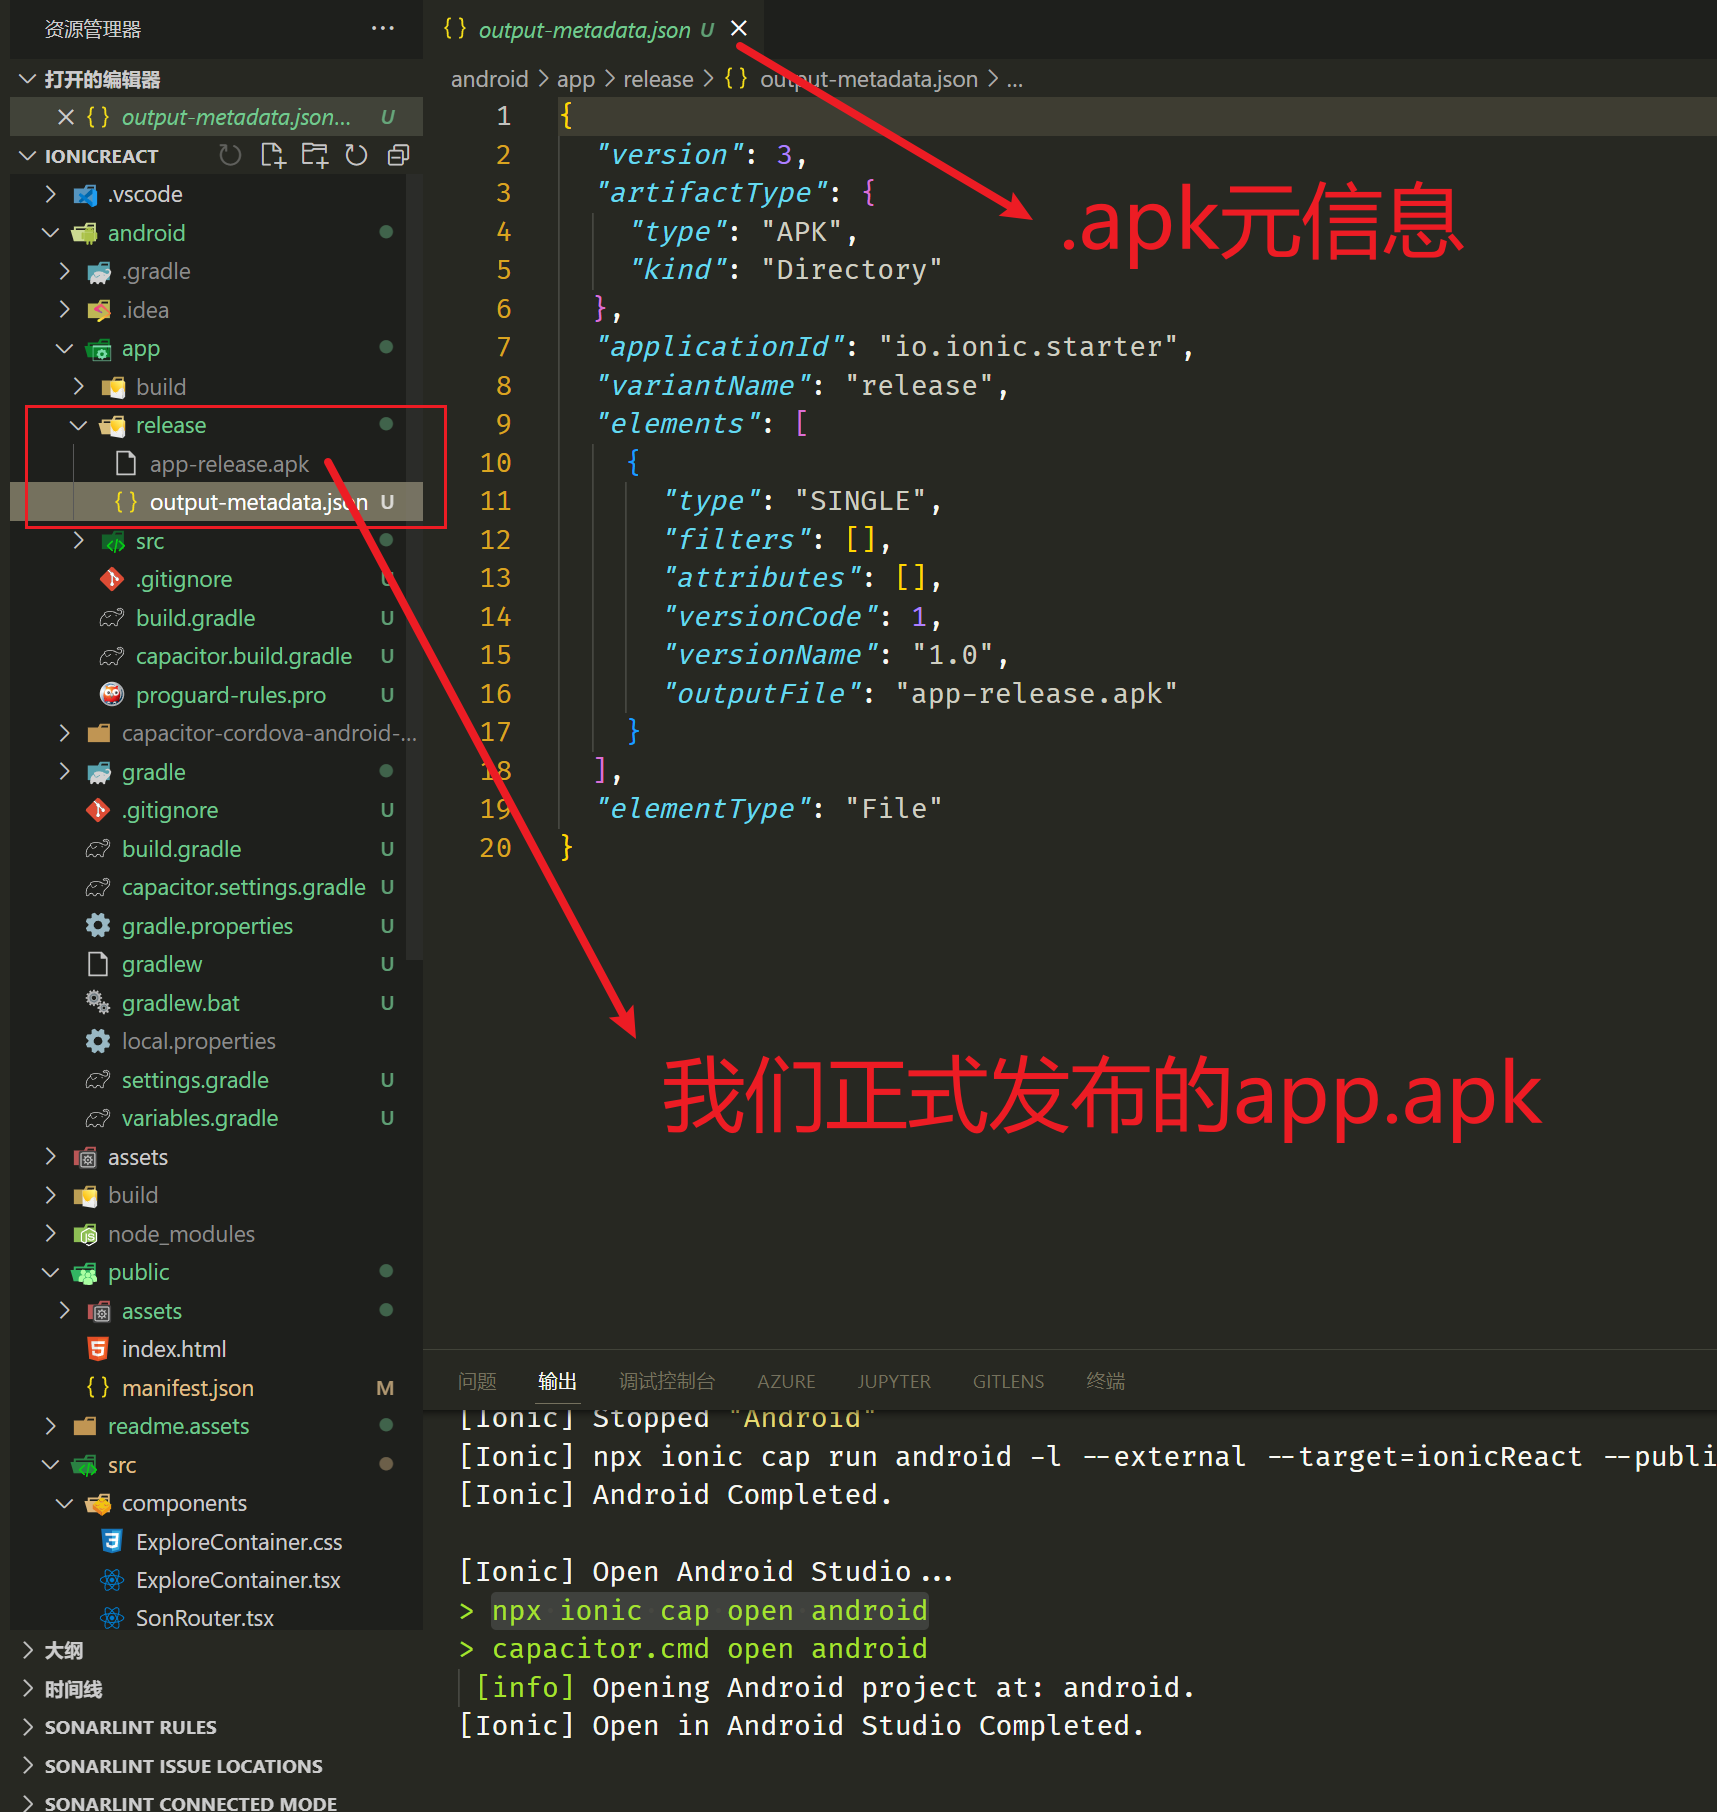 资源管理器 ...
打开的编辑器
output-metadata.json... U
IONICREACT
.vscode
android
.gradle
.idea
app
build
release
app-release.apk
output-metadata.json U
src
.gitignore U
build.gradle U
capacitor.build.gradle U
proguard-rules.pro U
capacitor-cordova-android-...
gradle
.gitignore U
build.gradle U
capacitor.settings.gradle U
gradle.properties U
gradlew U
gradlew.bat U
local.properties
settings.gradle U
variables.gradle U
assets
build
node_modules
public
assets
index.html
manifest.json M
readme.assets
src
components
ExploreContainer.css
ExploreContainer.tsx
SonRouter.tsx
大纲
时间线
SONARLINT RULES
SONARLINT ISSUE LOCATIONS
SONARLINT CONNECTED MODE
{} output-metadata.json U
android > app > release > {} output-metadata.json > ...
1 {
2 "version": 3,
3 "artifactType": {
4 "type": "APK",
5 "kind": "Directory"
6 },
7 "applicationId": "io.ionic.starter",
8 "variantName": "release",
9 "elements": [
10 {
11 "type": "SINGLE",
12 "filters": [],
13 "attributes": [],
14 "versionCode": 1,
15 "versionName": "1.0",
16 "outputFile": "app-release.apk"
17 }
18 ],
19 "elementType": "File"
20 }
.apk元信息
我们正式发布的app.apk
问题 输出 调试控制台 AZURE JUPYTER GITLENS 终端
[Ionic] Stopped "Android"
[Ionic] npx ionic cap run android -l --external --target=ionicReact --publi
[Ionic] Android Completed.
[Ionic] Open Android Studio...
> npx ionic cap open android
> capacitor.cmd open android
[info] Opening Android project at: android.
[Ionic] Open in Android Studio Completed.